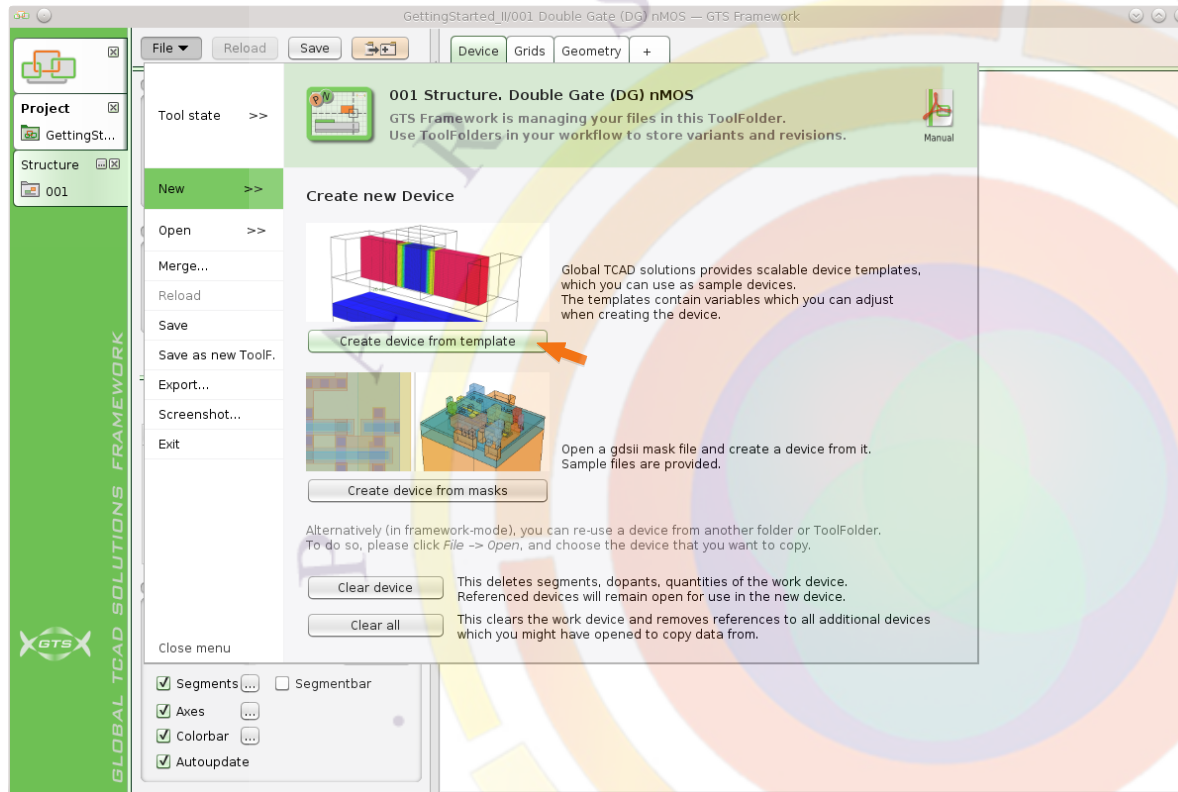 GettingStarted_II/001 Double Gate (DG) nMOS — GTS Framework
File
Reload
Save
Device
Grids
Geometry
+
Project
GettingSt...
Structure
001
Tool state >>
New >>
Open >>
Merge...
Reload
Save
Save as new ToolF.
Export...
Screenshot...
Exit
Close menu
001 Structure. Double Gate (DG) nMOS
GTS Framework is managing your files in this ToolFolder.
Use ToolFolders in your workflow to store variants and revisions.
Manual
Create new Device
Global TCAD solutions provides scalable device templates,
which you can use as sample devices.
The templates contain variables which you can adjust
when creating the device.
Create device from template
Open a gdsii mask file and create a device from it.
Sample files are provided.
Create device from masks
Alternatively (in framework-mode), you can re-use a device from another folder or ToolFolder.
To do so, please click File -> Open, and choose the device that you want to copy.
Clear device
This deletes segments, dopants, quantities of the work device.
Referenced devices will remain open for use in the new device.
Clear all
This clears the work device and removes references to all additional devices
which you might have opened to copy data from.
Segments ...
Segmentbar
Axes ...
Colorbar ...
Autoupdate
GTS
GLOBAL TCAD SOLUTIONS FRAMEWORK
P A R S